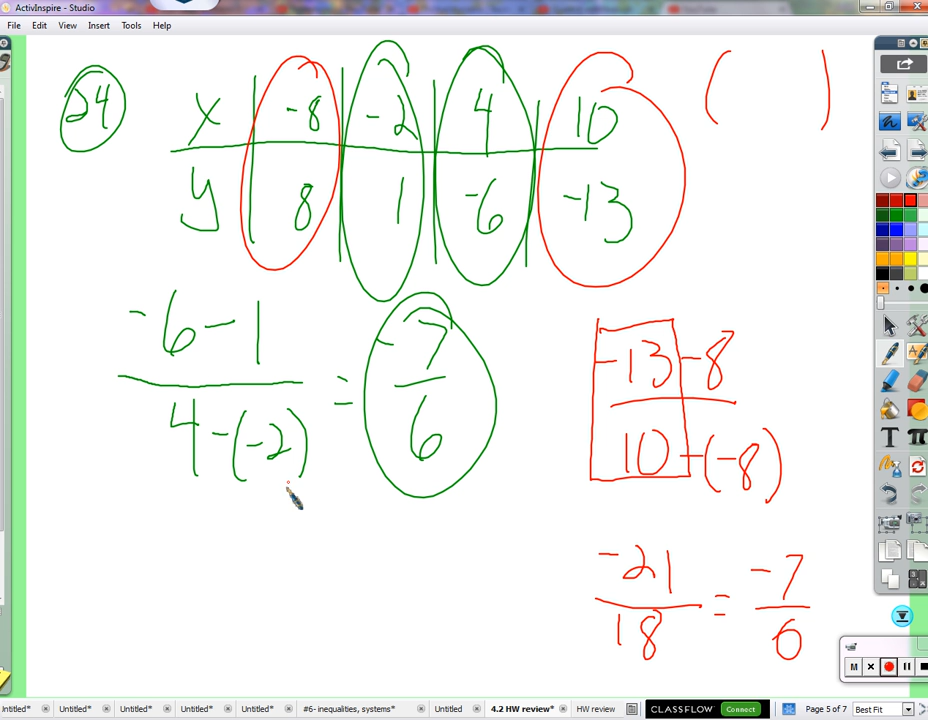 ActivInspire - Studio
File Edit View Insert Tools Help
24
x -8 -2 4 10 ( )
y 8 1 -6 -13
-6 - 1
4 - (-2)
= -7
6
-13 - 8
10 - (-8)
-21
18
= -7
6
M
Untitled* Untitled* Untitled* Untitled* Untitled* #6- inequalities, systems* Untitled 4.2 HW review* HW review CLASSFLOW Connect Page 5 of 7 Best Fit